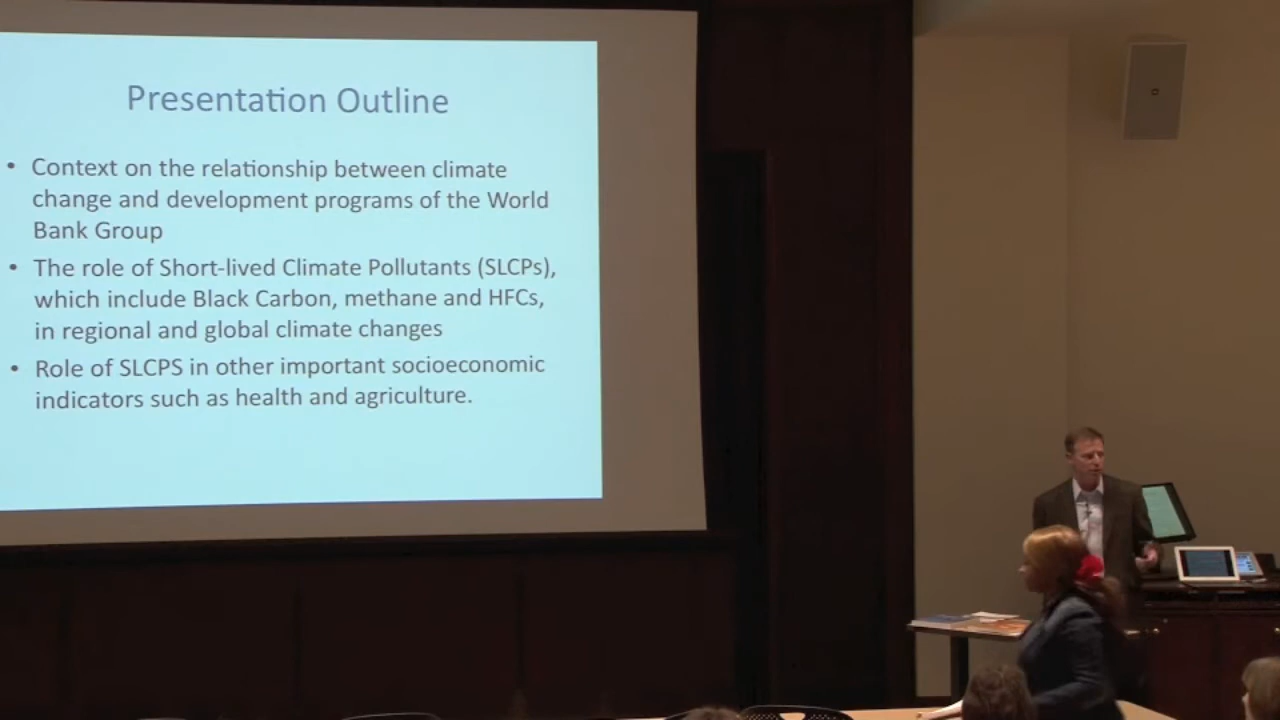 Presentation Outline
• Context on the relationship between climate
change and development programs of the World
Bank Group
• The role of Short-lived Climate Pollutants (SLCPs),
which include Black Carbon, methane and HFCs,
in regional and global climate changes
• Role of SLCPS in other important socioeconomic
indicators such as health and agriculture.